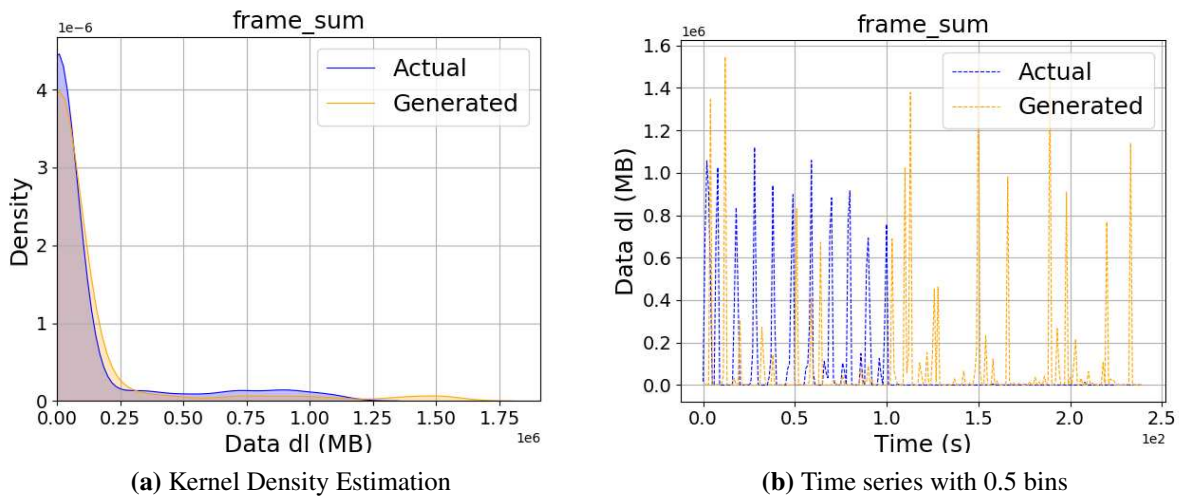 frame_sum
1e−6
Actual
Generated
Density
4
3
2
1
0
0 0.25 0.50 0.75 1.00 1.25 1.50 1.75
1e6
Data dl (MB)
(a) Kernel Density Estimation
frame_sum
1e6
Actual
Generated
Data dl (MB)
1.6
1.4
1.2
1.0
0.8
0.6
0.4
0.2
0.0
0.0 0.5 1.0 1.5 2.0 2.5
1e2
Time (s)
(b) Time series with 0.5 bins